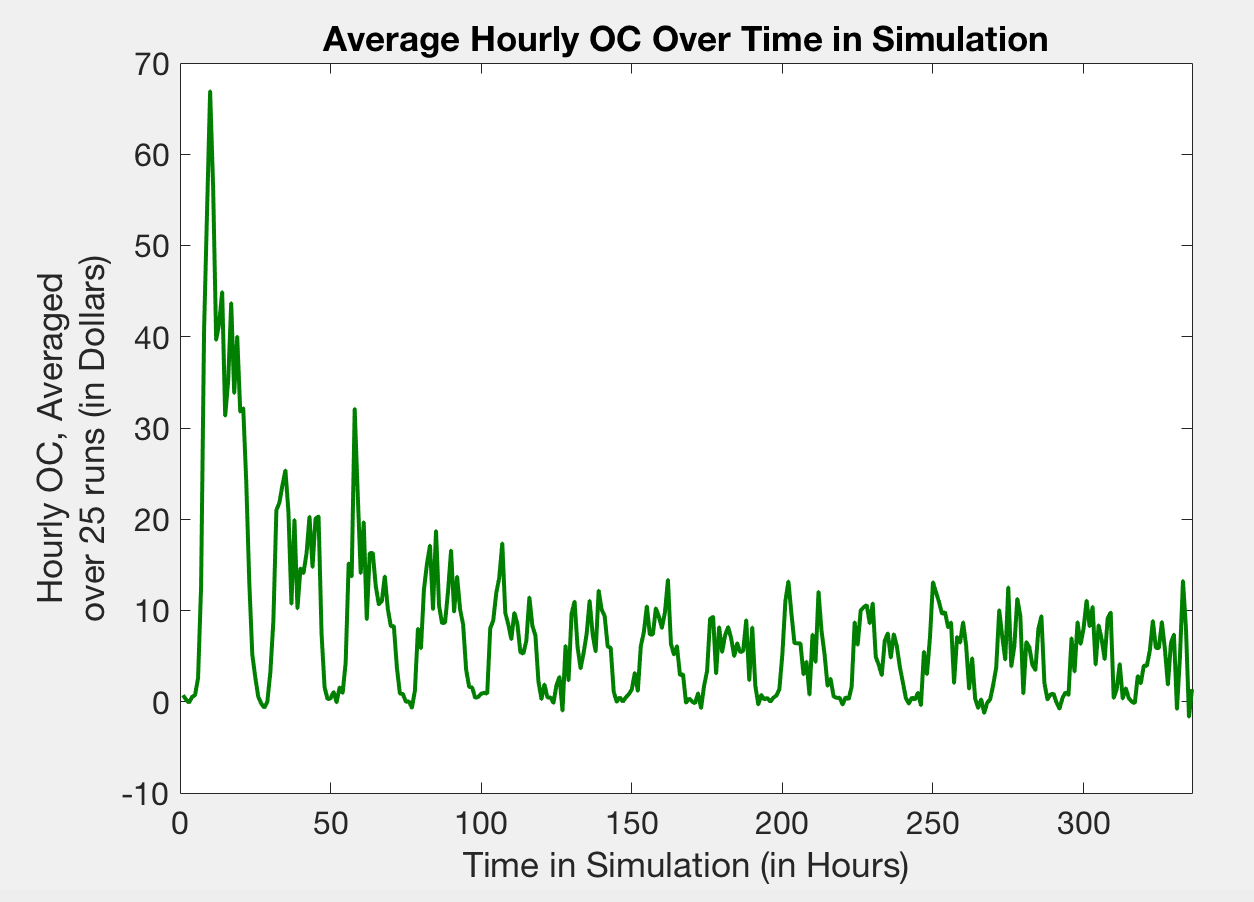 Average Hourly OC Over Time in Simulation
Hourly OC, Averaged
over 25 runs (in Dollars)
70
60
50
40
30
20
10
0
-10
0 50 100 150 200 250 300
Time in Simulation (in Hours)